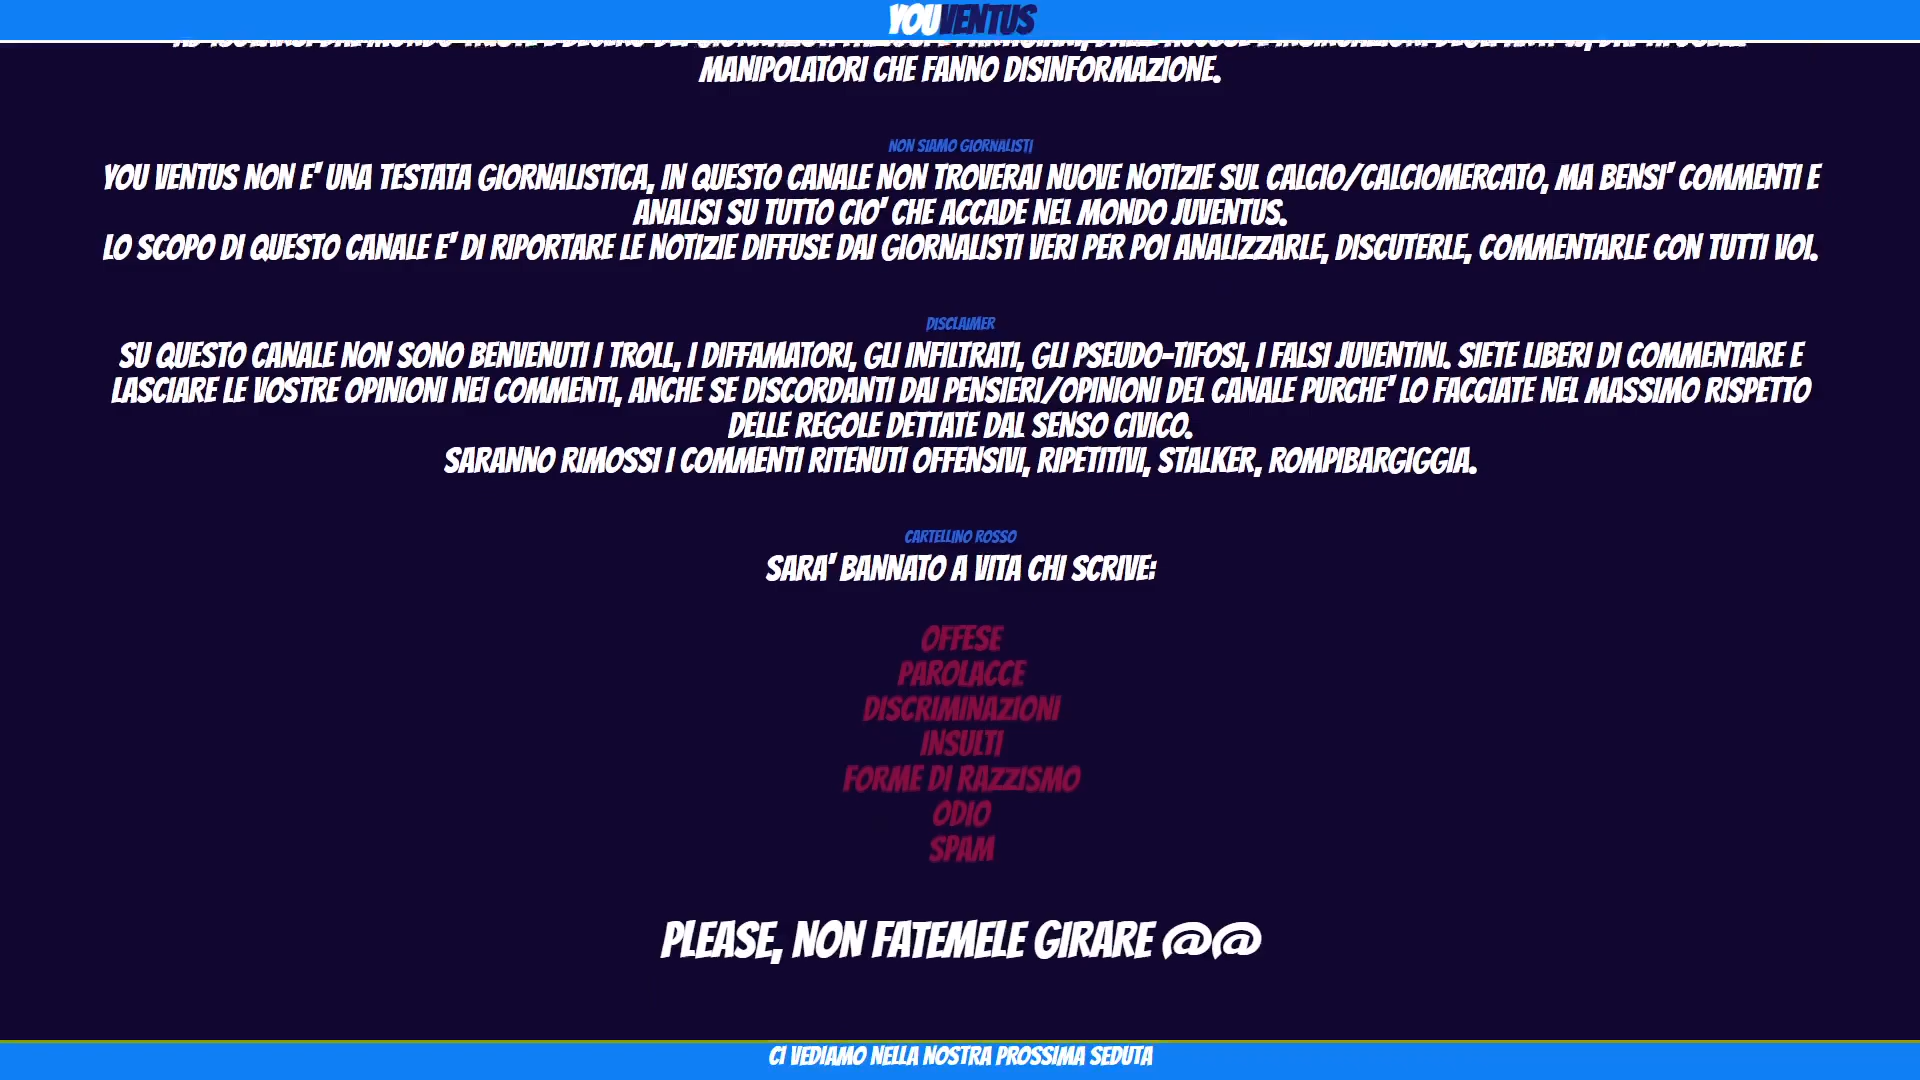 YOUVENTUS
MANIPOLATORI CHE FANNO DISINFORMAZIONE.
NON SIAMO GIORNALISTI
YOU VENTUS NON E' UNA TESTATA GIORNALISTICA, IN QUESTO CANALE NON TROVERAI NUOVE NOTIZIE SUL CALCIO/CALCIOMERCATO, MA BENSI' COMMENTI E
ANALISI SU TUTTO CIO' CHE ACCADE NEL MONDO JUVENTUS.
LO SCOPO DI QUESTO CANALE E' DI RIPORTARE LE NOTIZIE DIFFUSE DAI GIORNALISTI VERI PER POI ANALIZZARLE, DISCUTERLE, COMMENTARLE CON TUTTI VOI.
DISCLAIMER
SU QUESTO CANALE NON SONO BENVENUTI I TROLL, I DIFFAMATORI, GLI INFILTRATI, GLI PSEUDO-TIFOSI, I FALSI JUVENTINI. SIETE LIBERI DI COMMENTARE E
LASCIARE LE VOSTRE OPINIONI NEI COMMENTI, ANCHE SE DISCORDANTI DAI PENSIERI/OPINIONI DEL CANALE PURCHE' LO FACCIATE NEL MASSIMO RISPETTO
DELLE REGOLE DETTATE DAL SENSO CIVICO.
SARANNO RIMOSSI I COMMENTI RITENUTI OFFENSIVI, RIPETITIVI, STALKER, ROMPIBARGIGGIA.
CARTELLINO ROSSO
SARA' BANNATO A VITA CHI SCRIVE:
OFFESE
PAROLACCE
DISCRIMINAZIONI
INSULTI
FORME DI RAZZISMO
ODIO
SPAM
PLEASE, NON FATEMELE GIRARE @@
CI VEDIAMO NELLA NOSTRA PROSSIMA SEDUTA